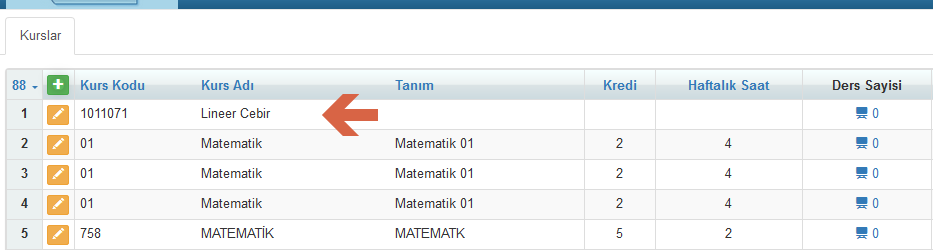 Kurslar
88 Kurs Kodu Kurs Adı Tanım Kredi Haftalık Saat Ders Sayisi
1 1011071 Lineer Cebir 0
2 01 Matematik Matematik 01 2 4 0
3 01 Matematik Matematik 01 2 4 0
4 01 Matematik Matematik 01 2 4 0
5 758 MATEMATİK MATEMATK 5 2 0